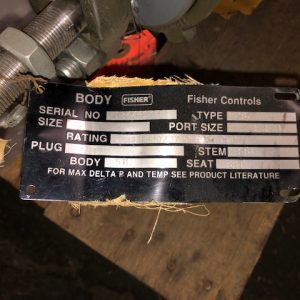 BODY FISHER Fisher Controls
SERIAL NO TYPE
SIZE PORT SIZE
RATING
PLUG STEM
BODY SEAT
FOR MAX DELTA P AND TEMP SEE PRODUCT LITERATURE